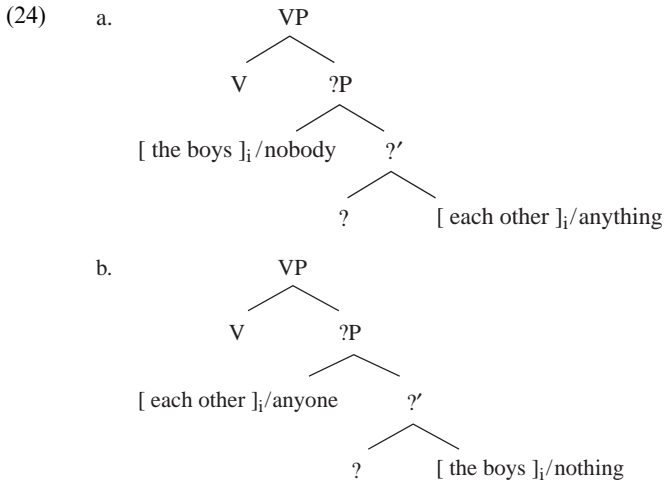 (24) a. VP
V ?P
[ the boys ]i/nobody ?′
? [ each other ]i/anything
b. VP
V ?P
[ each other ]i/anyone ?′
? [ the boys ]i/nothing